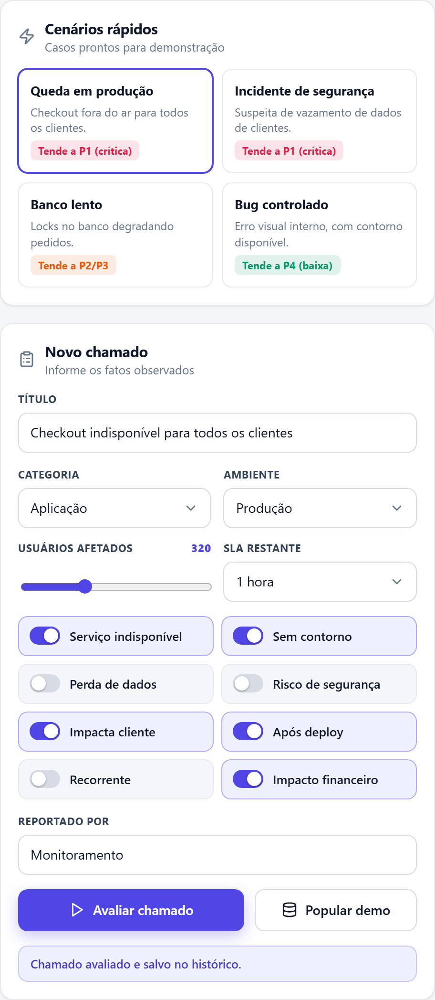 Cenários rápidos
Casos prontos para demonstração
Queda em produção
Checkout fora do ar para todos
os clientes.
Tende a P1 (crítica)
Incidente de segurança
Suspeita de vazamento de dados
de clientes.
Tende a P1 (crítica)
Banco lento
Locks no banco degradando
pedidos.
Tende a P2/P3
Bug controlado
Erro visual interno, com contorno
disponível.
Tende a P4 (baixa)
Novo chamado
Informe os fatos observados
TÍTULO
Checkout indisponível para todos os clientes
CATEGORIA
Aplicação
AMBIENTE
Produção
USUÁRIOS AFETADOS 320
SLA RESTANTE
1 hora
Serviço indisponível
Sem contorno
Perda de dados
Risco de segurança
Impacta cliente
Após deploy
Recorrente
Impacto financeiro
REPORTADO POR
Monitoramento
Avaliar chamado
Popular demo
Chamado avaliado e salvo no histórico.